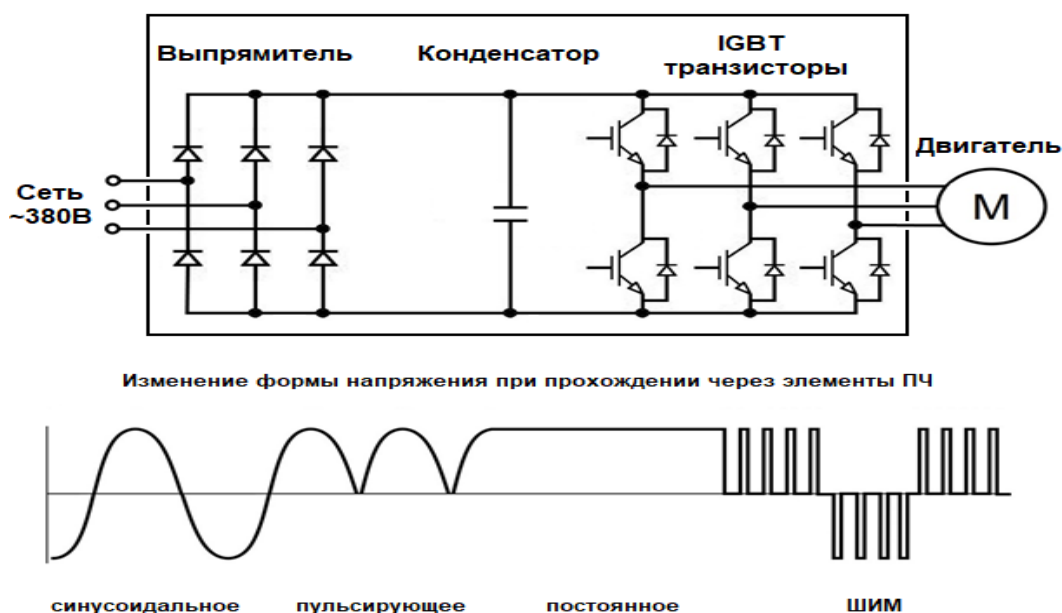 Выпрямитель
Конденсатор
IGBT
транзисторы
Сеть
~380В
Двигатель
М
Изменение формы напряжения при прохождении через элементы ПЧ
синусоидальное
пульсирующее
постоянное
ШИМ